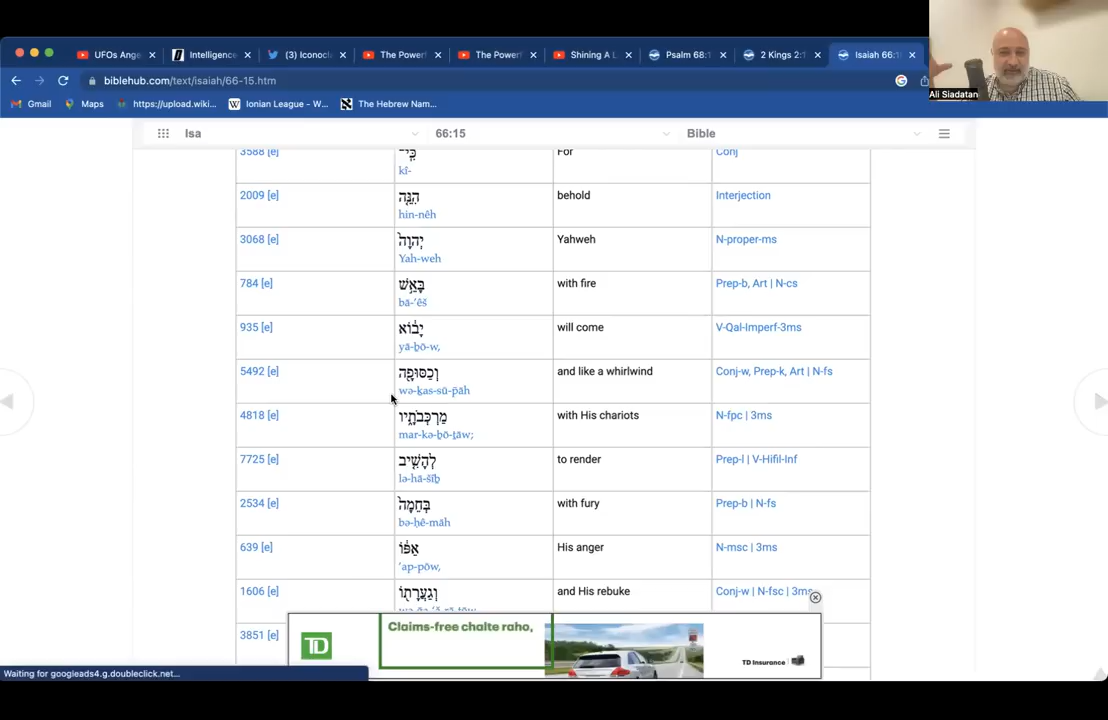 UFOs Ange
Intelligence
(3) Iconocla
The Powerf
The Powerf
Shining A L
Psalm 68:1
2 Kings 2:1
Isaiah 66:1
biblehub.com/text/isaiah/66-15.htm
Gmail Maps https://upload.wiki... Ionian League - W... The Hebrew Nam...
Ali Siadatan
Isa 66:15 Bible
3588 [e] כִּֽי־ For Conj
kî-
2009 [e] הִנֵּ֤ה behold Interjection
hin-nêh
3068 [e] יְהוָה֙ Yahweh N-proper-ms
Yah-weh
784 [e] בָּאֵ֣שׁ with fire Prep-b, Art | N-cs
bā-’êš
935 [e] יָב֔וֹא will come V-Qal-Imperf-3ms
yā-ḇō-w,
5492 [e] וְכַסּוּפָ֖ה and like a whirlwind Conj-w, Prep-k, Art | N-fs
wə-ḵas-sū-p̄āh
4818 [e] מַרְכְּבֹתָ֑יו with His chariots N-fpc | 3ms
mar-kə-ḇō-ṯāw;
7725 [e] לְהָשִׁ֤יב to render Prep-l | V-Hifil-Inf
lə-hā-šîḇ
2534 [e] בְּחֵמָה֙ with fury Prep-b | N-fs
bə-ḥê-māh
639 [e] אַפּ֔וֹ His anger N-msc | 3ms
’ap-pōw,
1606 [e] וְגַעֲרָת֖וֹ and His rebuke Conj-w | N-fsc | 3ms
3851 [e]
TD
Claims-free chalte raho,
TD Insurance
Waiting for googleads4.g.doubleclick.net...